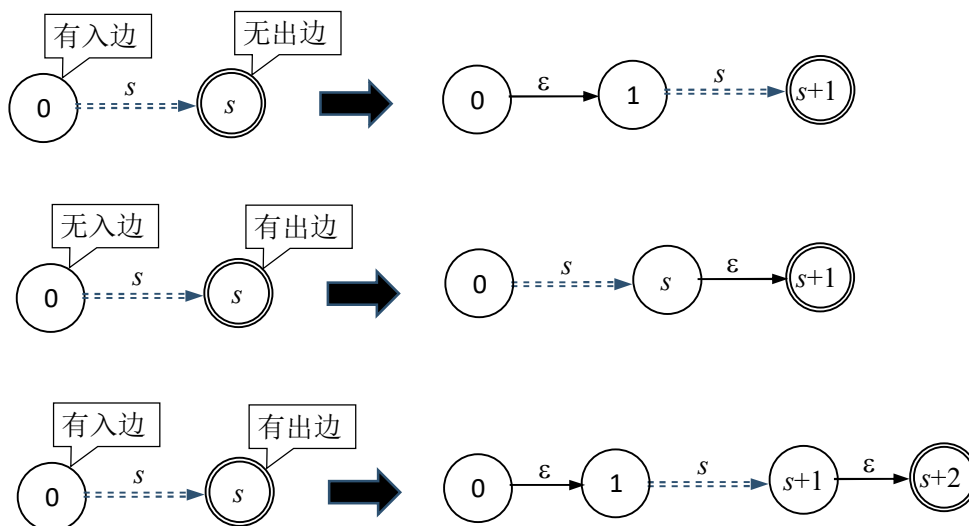 有入边 无出边
0 s s 0 ε 1 s s+1
无入边 有出边
0 s s 0 s s ε s+1
有入边 有出边
0 s s 0 ε 1 s s+1 ε s+2